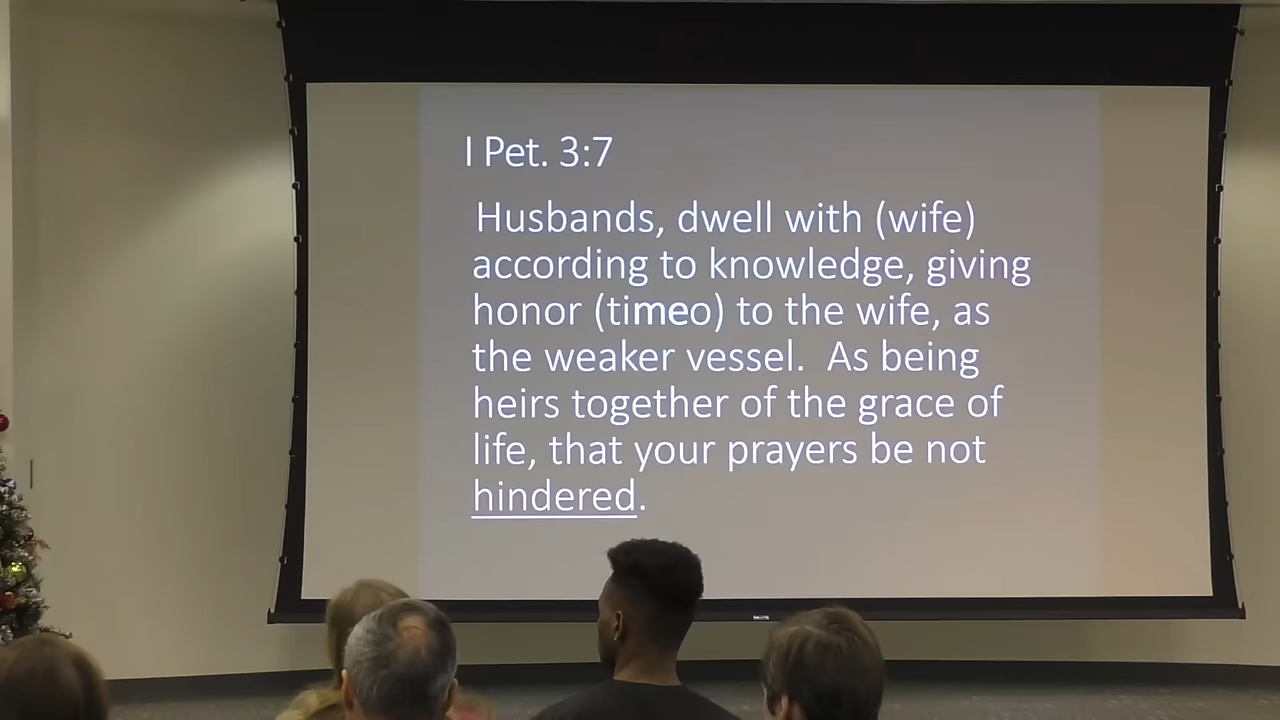 I Pet. 3:7
Husbands, dwell with (wife)
according to knowledge, giving
honor (timeo) to the wife, as
the weaker vessel.  As being
heirs together of the grace of
life, that your prayers be not
hindered.